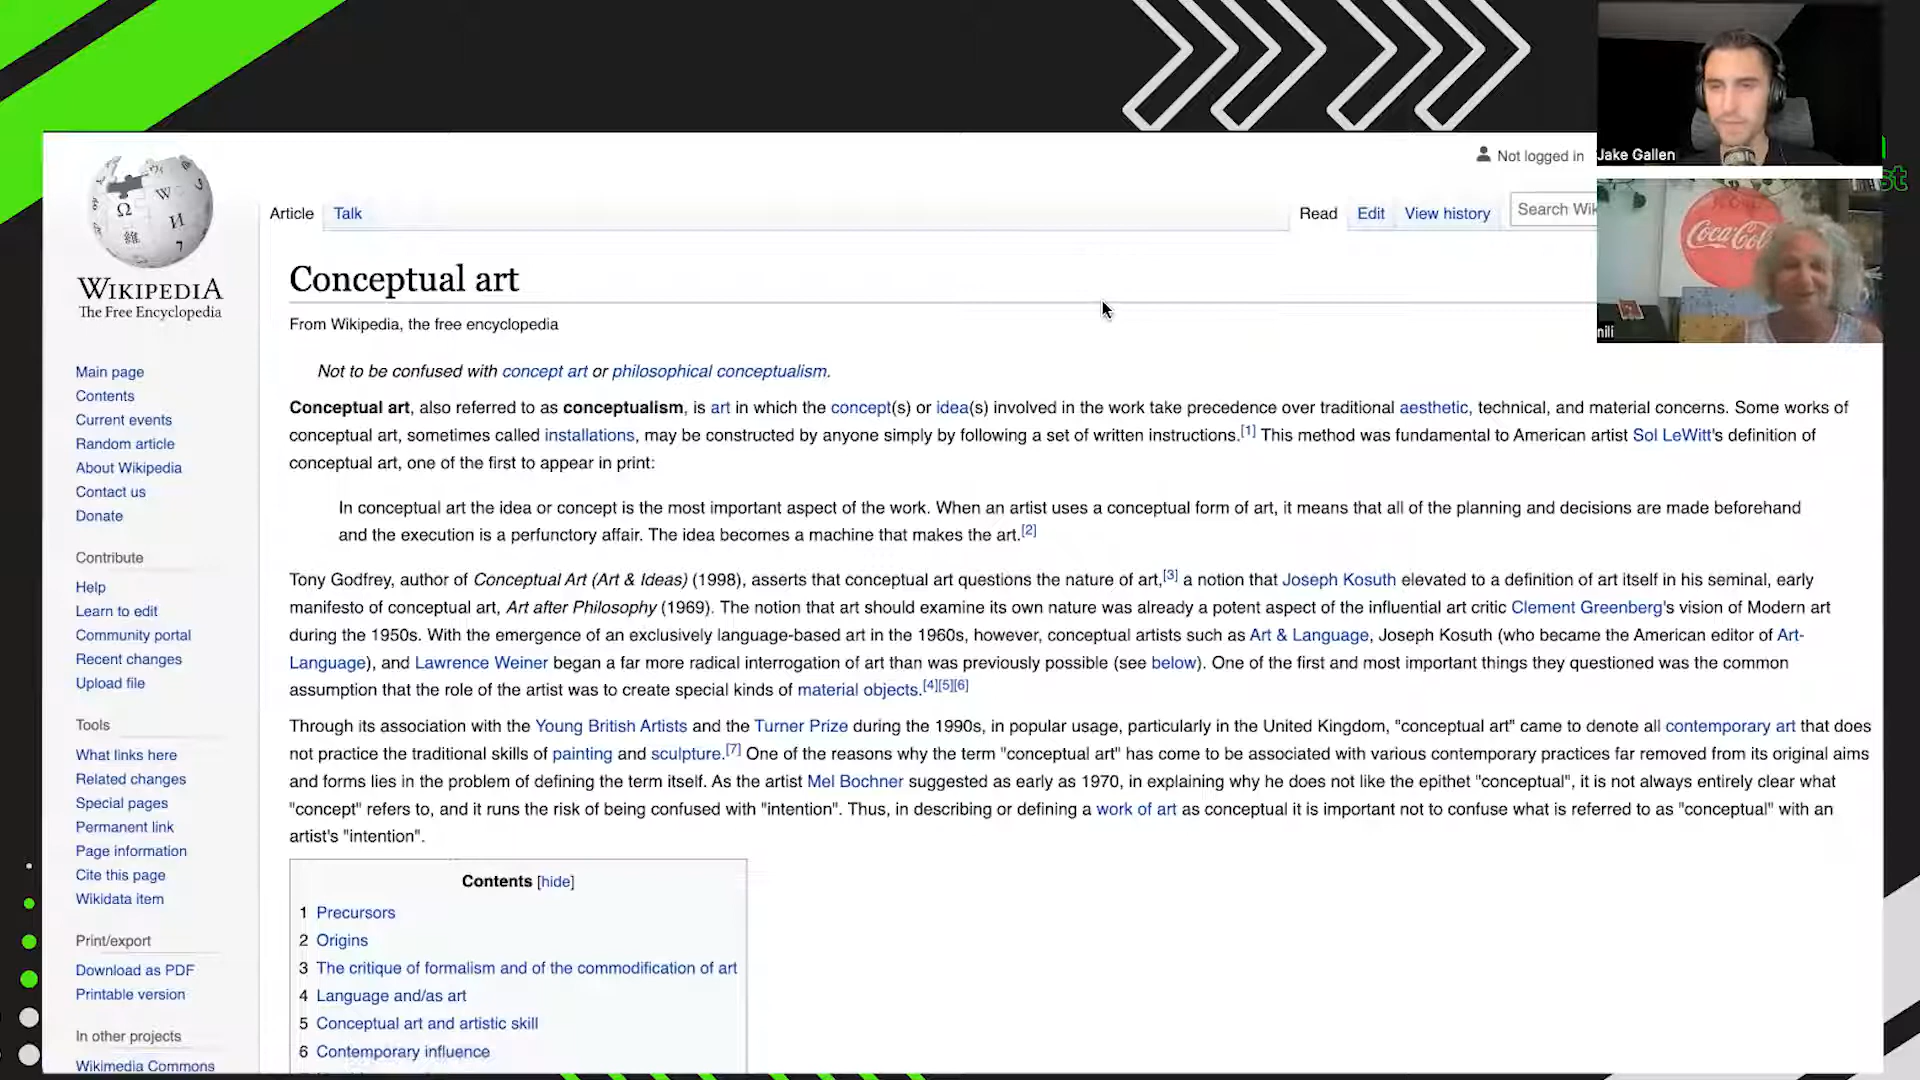 Jake Gallen
Coca-Col
nili
st
Not logged in
Article
Talk
Read
Edit
View history
Search Wik
WIKIPEDIA
The Free Encyclopedia
Main page
Contents
Current events
Random article
About Wikipedia
Contact us
Donate
Contribute
Help
Learn to edit
Community portal
Recent changes
Upload file
Tools
What links here
Related changes
Special pages
Permanent link
Page information
Cite this page
Wikidata item
Print/export
Download as PDF
Printable version
In other projects
Wikimedia Commons
Conceptual art
From Wikipedia, the free encyclopedia
Not to be confused with concept art or philosophical conceptualism.
Conceptual art, also referred to as conceptualism, is art in which the concept(s) or idea(s) involved in the work take precedence over traditional aesthetic, technical, and material concerns. Some works of
conceptual art, sometimes called installations, may be constructed by anyone simply by following a set of written instructions.[1] This method was fundamental to American artist Sol LeWitt's definition of
conceptual art, one of the first to appear in print:
In conceptual art the idea or concept is the most important aspect of the work. When an artist uses a conceptual form of art, it means that all of the planning and decisions are made beforehand
and the execution is a perfunctory affair. The idea becomes a machine that makes the art.[2]
Tony Godfrey, author of Conceptual Art (Art & Ideas) (1998), asserts that conceptual art questions the nature of art,[3] a notion that Joseph Kosuth elevated to a definition of art itself in his seminal, early
manifesto of conceptual art, Art after Philosophy (1969). The notion that art should examine its own nature was already a potent aspect of the influential art critic Clement Greenberg's vision of Modern art
during the 1950s. With the emergence of an exclusively language-based art in the 1960s, however, conceptual artists such as Art & Language, Joseph Kosuth (who became the American editor of Art-
Language), and Lawrence Weiner began a far more radical interrogation of art than was previously possible (see below). One of the first and most important things they questioned was the common
assumption that the role of the artist was to create special kinds of material objects.[4][5][6]
Through its association with the Young British Artists and the Turner Prize during the 1990s, in popular usage, particularly in the United Kingdom, "conceptual art" came to denote all contemporary art that does
not practice the traditional skills of painting and sculpture.[7] One of the reasons why the term "conceptual art" has come to be associated with various contemporary practices far removed from its original aims
and forms lies in the problem of defining the term itself. As the artist Mel Bochner suggested as early as 1970, in explaining why he does not like the epithet "conceptual", it is not always entirely clear what
"concept" refers to, and it runs the risk of being confused with "intention". Thus, in describing or defining a work of art as conceptual it is important not to confuse what is referred to as "conceptual" with an
artist's "intention".
Contents [hide]
1 Precursors
2 Origins
3 The critique of formalism and of the commodification of art
4 Language and/as art
5 Conceptual art and artistic skill
6 Contemporary influence